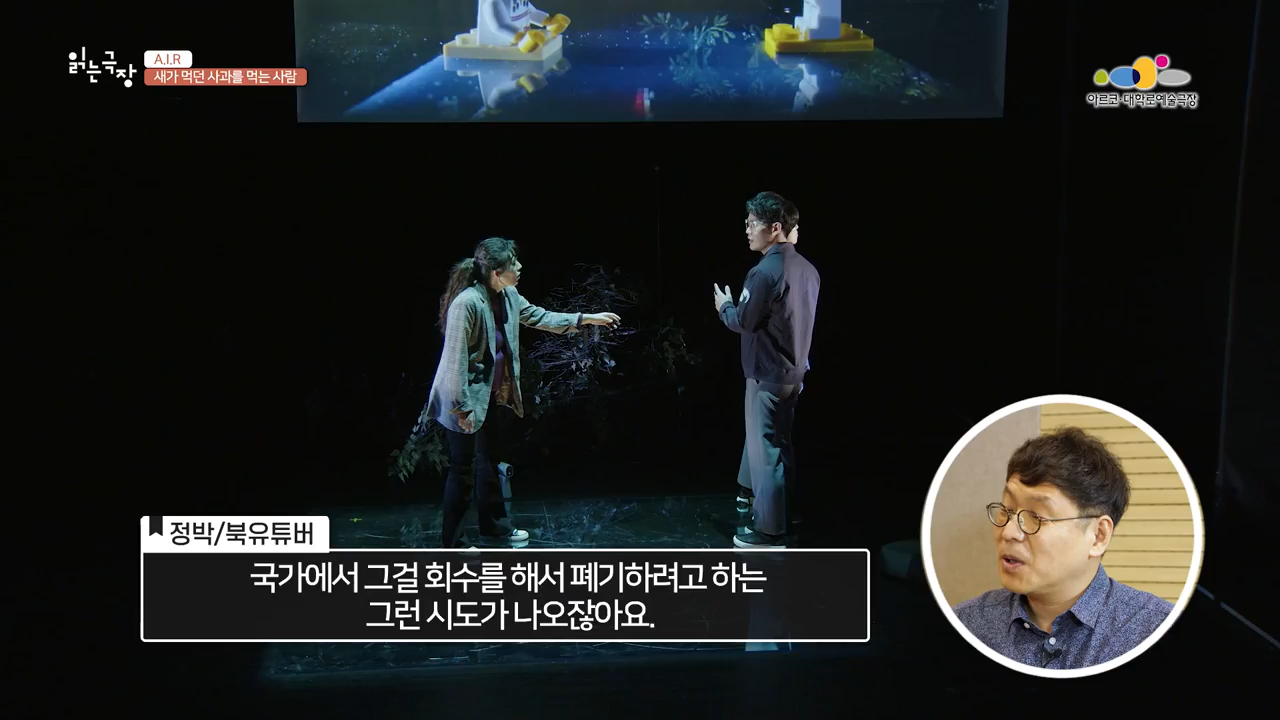 읽는극장
A.I.R
새가 먹던 사과를 먹는 사람
아르코·대학로예술극장
정박/북유튜버
국가에서 그걸 회수를 해서 폐기하려고 하는
그런 시도가 나오잖아요.